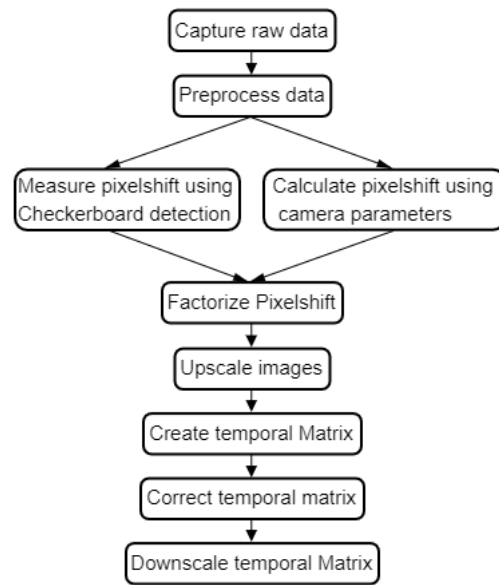 Capture raw data
Preprocess data
Measure pixelshift using
Checkerboard detection
Calculate pixelshift using
camera parameters
Factorize Pixelshift
Upscale images
Create temporal Matrix
Correct temporal matrix
Downscale temporal Matrix